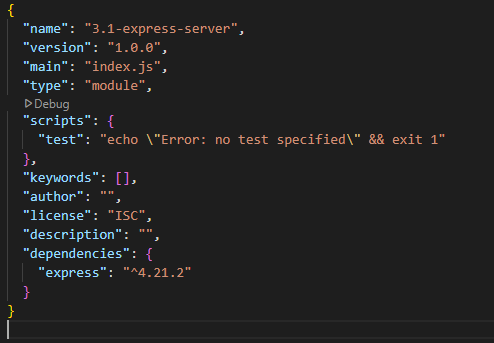 {
  "name": "3.1-express-server",
  "version": "1.0.0",
  "main": "index.js",
  "type": "module",
  Debug
  "scripts": {
    "test": "echo \"Error: no test specified\" && exit 1"
  },
  "keywords": [],
  "author": "",
  "license": "ISC",
  "description": "",
  "dependencies": {
    "express": "^4.21.2"
  }
}